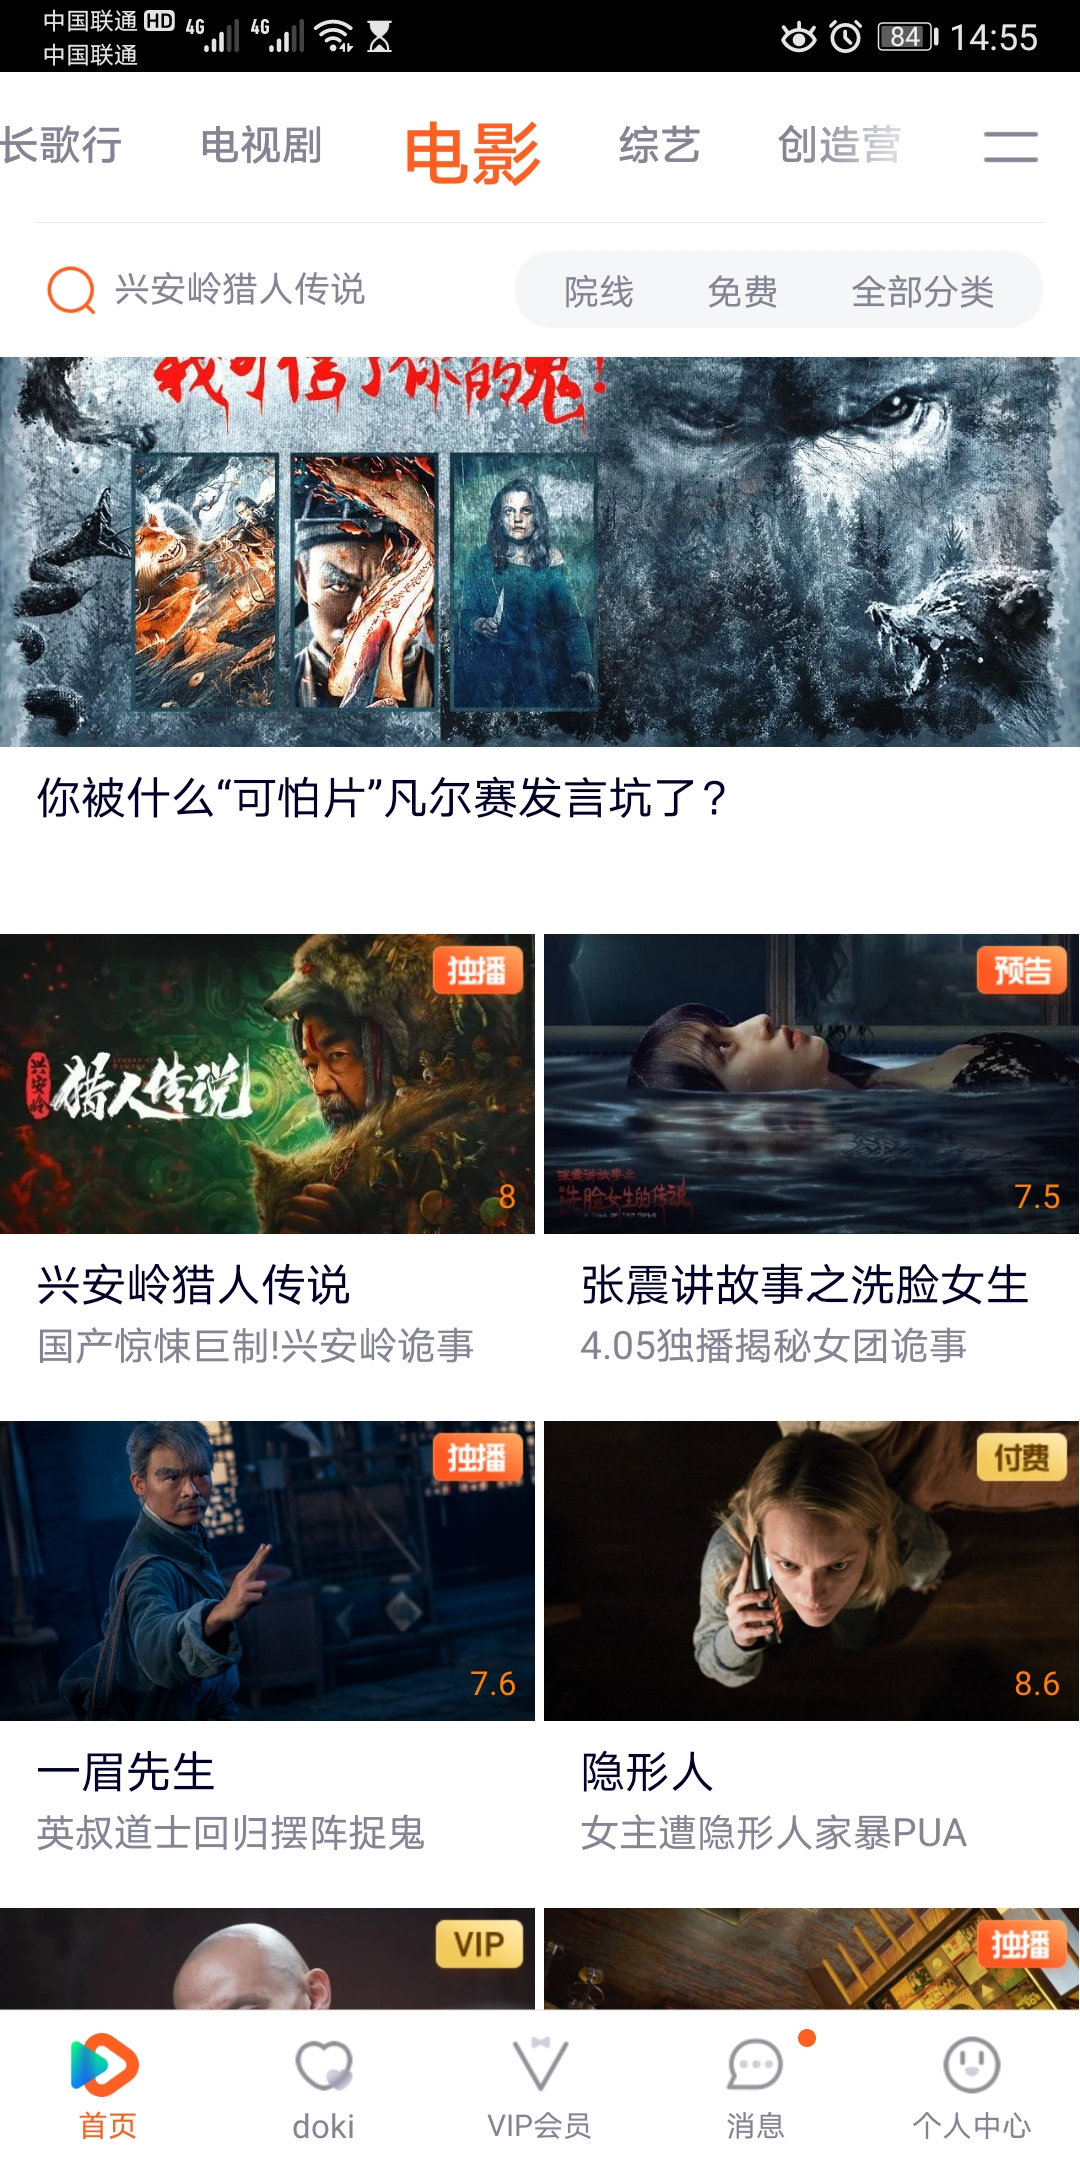 中国联通 HD 4G 4G 84 14:55
中国联通
长歌行 电视剧 电影 综艺 创造营
兴安岭猎人传说 院线 免费 全部分类
我可信了你的鬼!
你被什么“可怕片”凡尔赛发言坑了?
独播
兴安岭
猎人传说
8
预告
张震讲故事之
洗脸女生的传说
7.5
兴安岭猎人传说
国产惊悚巨制!兴安岭诡事
张震讲故事之洗脸女生
4.05独播揭秘女团诡事
独播
7.6
付费
8.6
一眉先生
英叔道士回归摆阵捉鬼
隐形人
女主遭隐形人家暴PUA
VIP
独播
首页 doki VIP会员 消息 个人中心